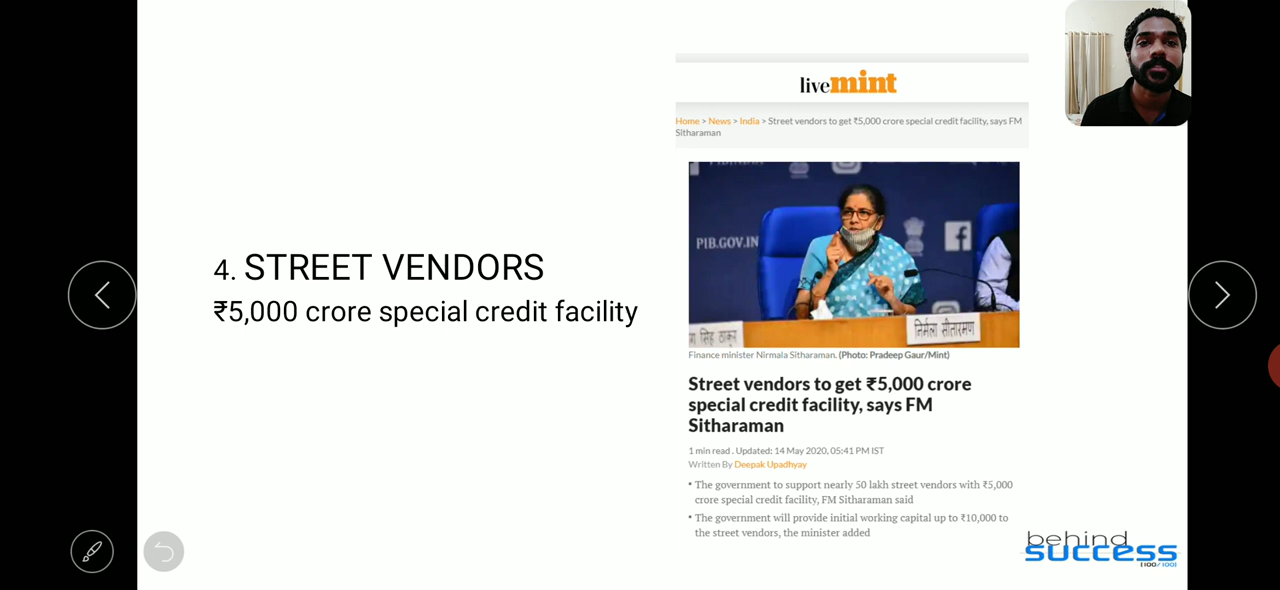 4. STREET VENDORS
₹5,000 crore special credit facility
livemint
Home > News > India > Street vendors to get ₹5,000 crore special credit facility, says FM
Sitharaman
PIB.GOV.IN
सिंह ठाकुर
निर्मला सीतारमण
Finance minister Nirmala Sitharaman. (Photo: Pradeep Gaur/Mint)
Street vendors to get ₹5,000 crore
special credit facility, says FM
Sitharaman
1 min read . Updated: 14 May 2020, 05:41 PM IST
Written By Deepak Upadhyay
• The government to support nearly 50 lakh street vendors with ₹5,000
crore special credit facility, FM Sitharaman said
• The government will provide initial working capital up to ₹10,000 to
the street vendors, the minister added
behind
success
[100/100]